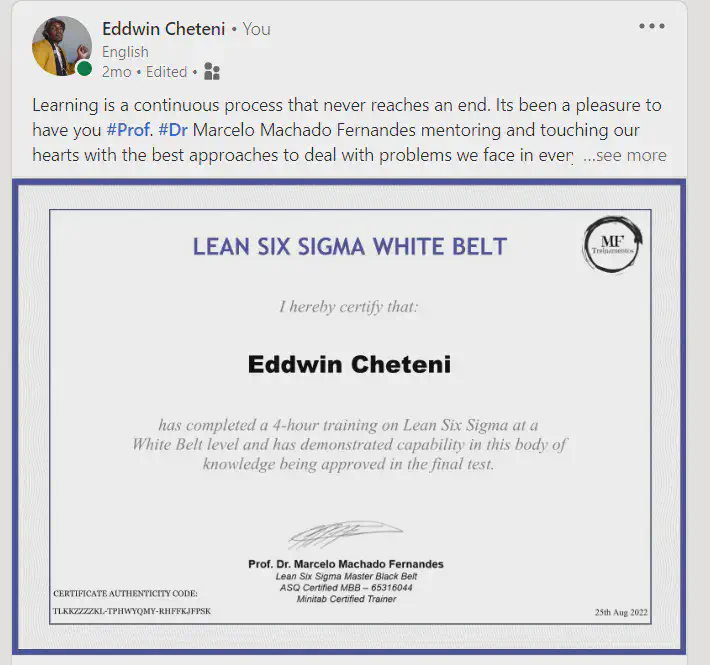 Eddwin Cheteni • You
English
2mo • Edited •
Learning is a continuous process that never reaches an end. Its been a pleasure to
have you #Prof. #Dr Marcelo Machado Fernandes mentoring and touching our
hearts with the best approaches to deal with problems we face in every ...see more
LEAN SIX SIGMA WHITE BELT
MF
Treinamentos
I hereby certify that:
Eddwin Cheteni
has completed a 4-hour training on Lean Six Sigma at a
White Belt level and has demonstrated capability in this body of
knowledge being approved in the final test.
Prof. Dr. Marcelo Machado Fernandes
Lean Six Sigma Master Black Belt
ASQ Certified MBB – 65316044
Minitab Certified Trainer
CERTIFICATE AUTHENTICITY CODE:
TLKKZZZZKL-TPHWYQMY-RHFFKJFPSK
25th Aug 2022